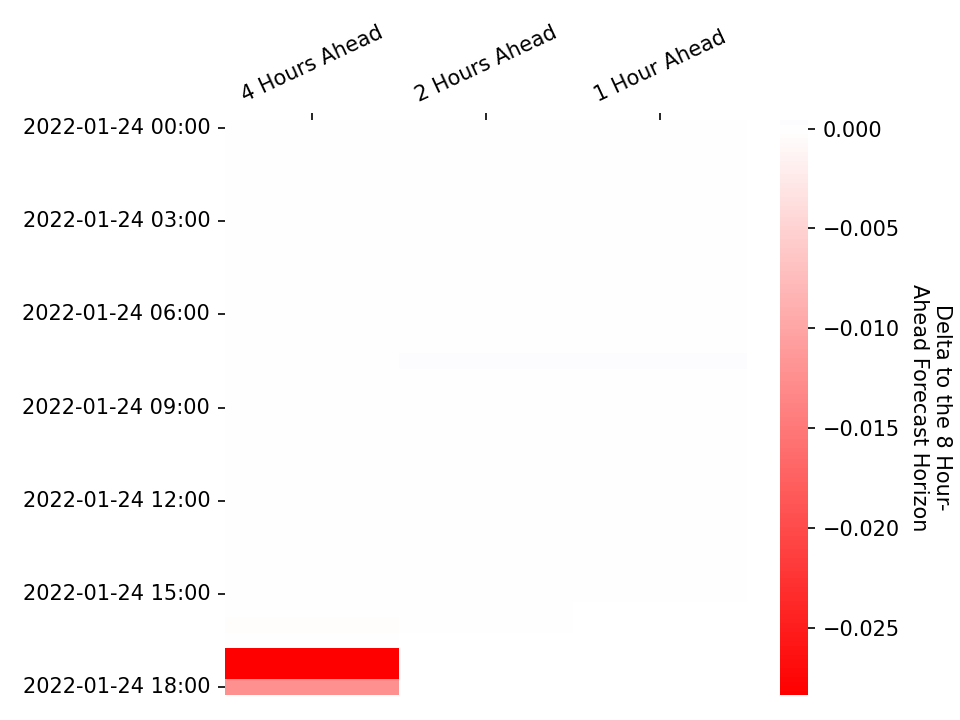 4 Hours Ahead
2 Hours Ahead
1 Hour Ahead
2022-01-24 00:00
2022-01-24 03:00
2022-01-24 06:00
2022-01-24 09:00
2022-01-24 12:00
2022-01-24 15:00
2022-01-24 18:00
0.000
−0.005
−0.010
−0.015
−0.020
−0.025
Delta to the 8 Hour-
Ahead Forecast Horizon